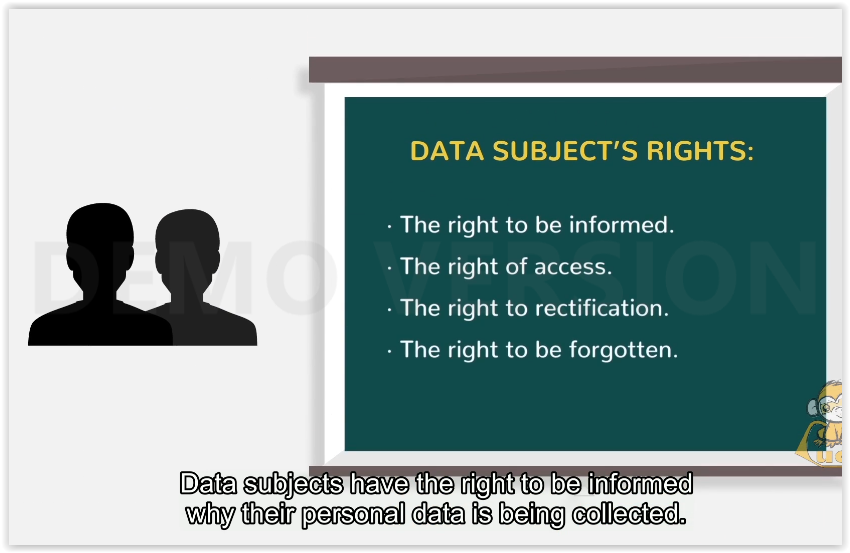 DATA SUBJECT'S RIGHTS:
· The right to be informed.
· The right of access.
· The right to rectification.
· The right to be forgotten.
DEMO VERSION
Data subjects have the right to be informed
why their personal data is being collected.